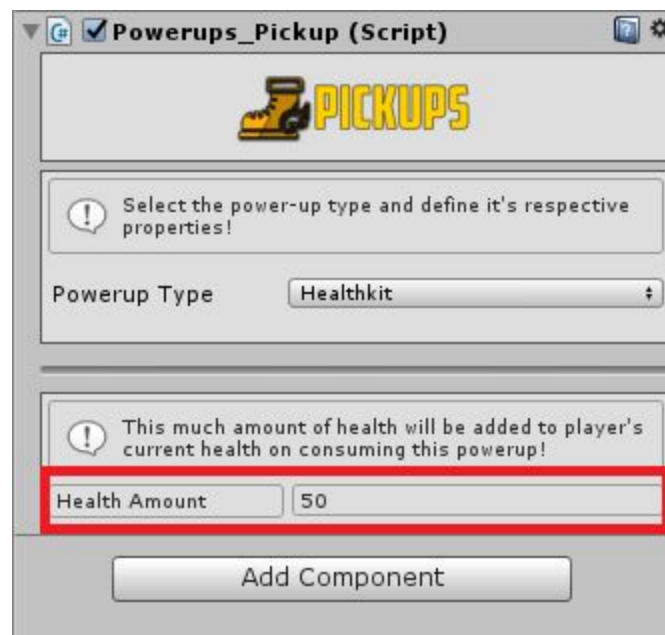 Powerups_Pickup (Script)
PICKUPS
Select the power-up type and define it's respective
properties!
Powerup Type Healthkit
This much amount of health will be added to player's
current health on consuming this powerup!
Health Amount 50
Add Component